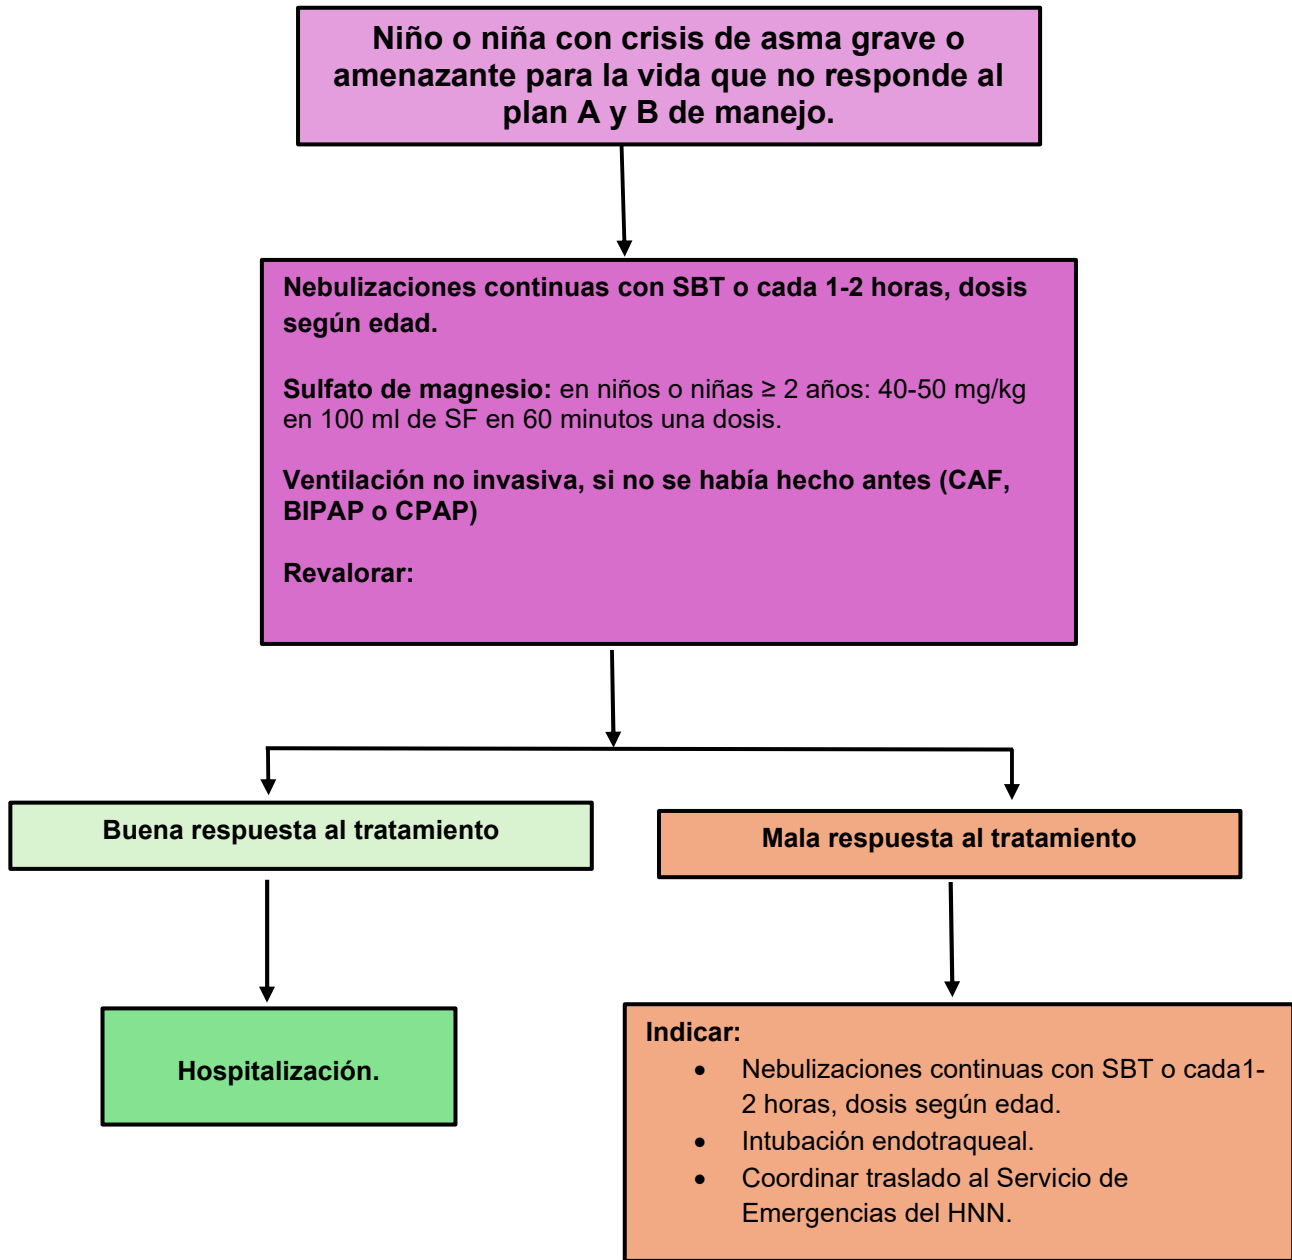 Niño o niña con crisis de asma grave o
amenazante para la vida que no responde al
plan A y B de manejo.
Nebulizaciones continuas con SBT o cada 1-2 horas, dosis
según edad.
Sulfato de magnesio: en niños o niñas ≥ 2 años: 40-50 mg/kg
en 100 ml de SF en 60 minutos una dosis.
Ventilación no invasiva, si no se había hecho antes (CAF,
BIPAP o CPAP)
Revalorar:
Buena respuesta al tratamiento
Mala respuesta al tratamiento
Hospitalización.
Indicar:
• Nebulizaciones continuas con SBT o cada1-
2 horas, dosis según edad.
• Intubación endotraqueal.
• Coordinar traslado al Servicio de
Emergencias del HNN.